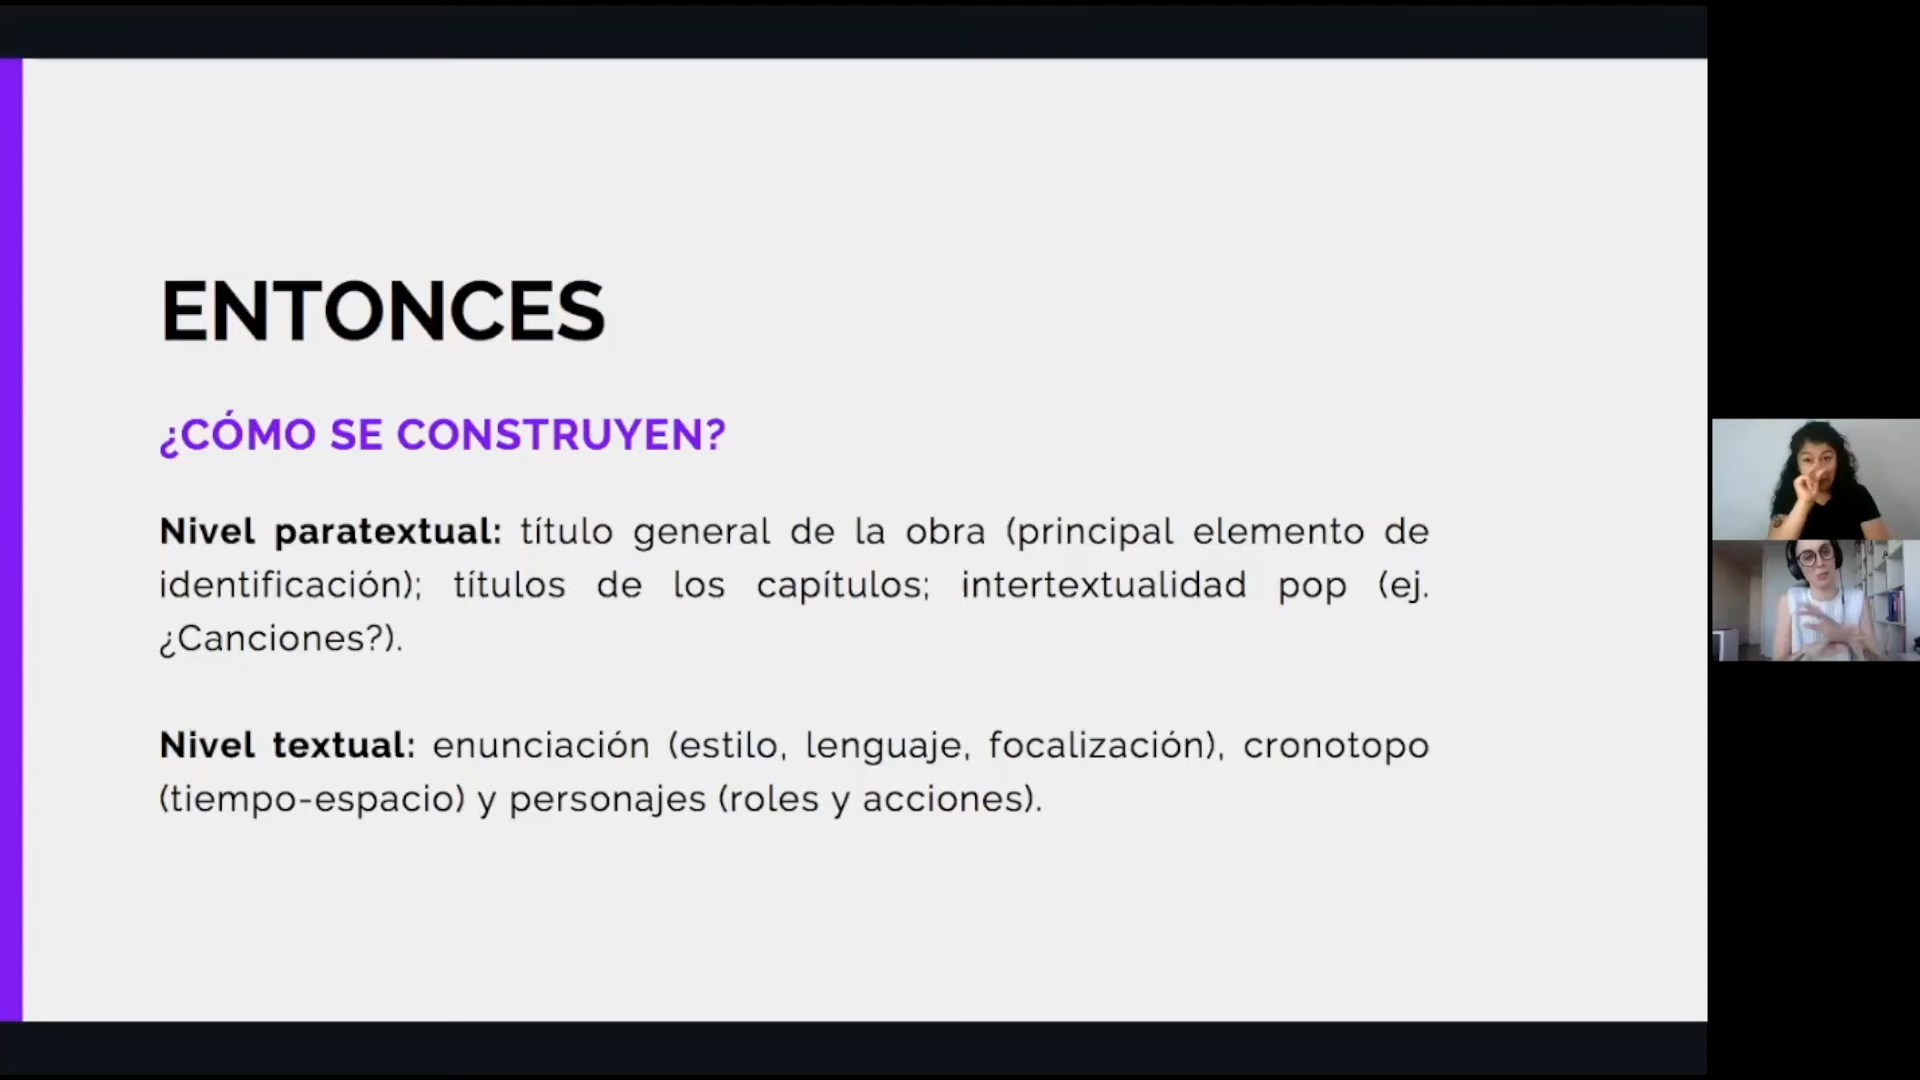 ENTONCES
¿CÓMO SE CONSTRUYEN?
Nivel paratextual: título general de la obra (principal elemento de
identificación); títulos de los capítulos; intertextualidad pop (ej.
¿Canciones?).
Nivel textual: enunciación (estilo, lenguaje, focalización), cronotopo
(tiempo-espacio) y personajes (roles y acciones).